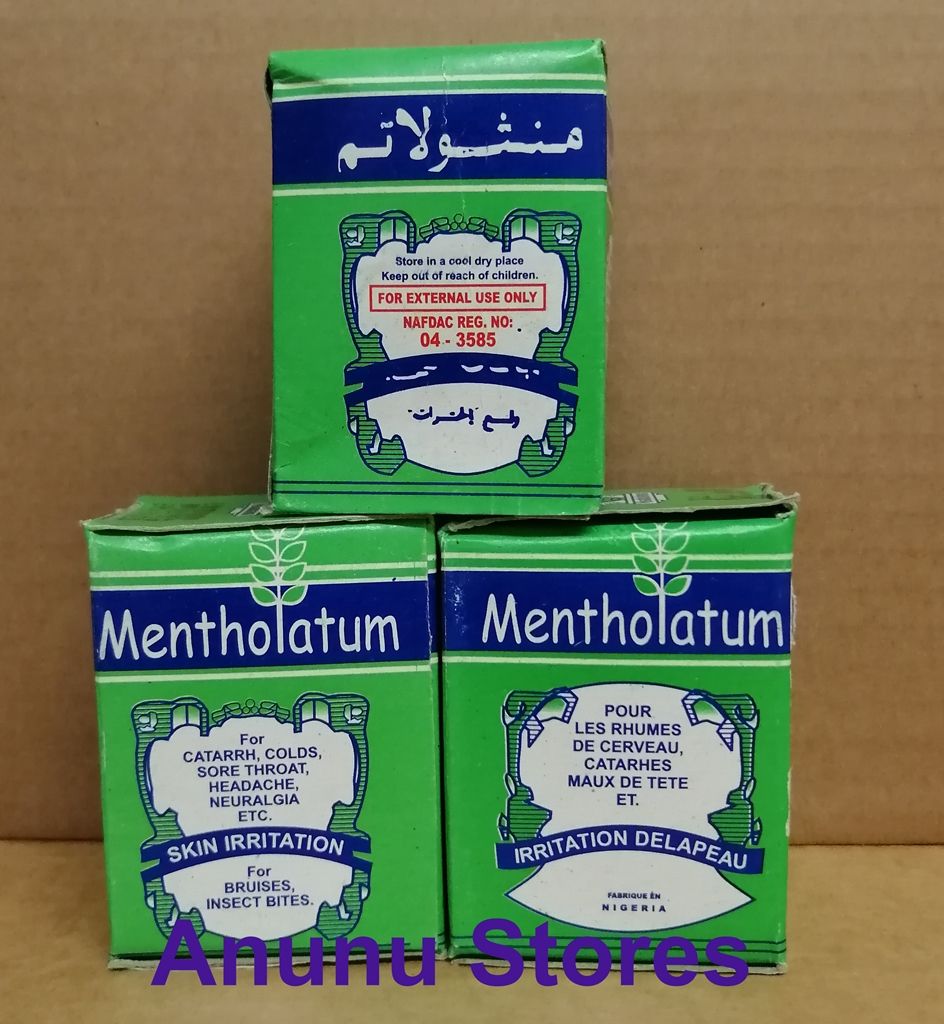 منثولاتم
Store in a cool dry place
Keep out of reach of children.
FOR EXTERNAL USE ONLY
NAFDAC REG. NO:
04 - 3585
Mentholatum
For
CATARRH, COLDS,
SORE THROAT,
HEADACHE,
NEURALGIA
ETC.
SKIN IRRITATION
For
BRUISES,
INSECT BITES.
Mentholatum
POUR
LES RHUMES
DE CERVEAU,
CATARHES
MAUX DE TETE
ET.
IRRITATION DELAPEAU
FABRIQUE ÈN
NIGERIA
Anunu Stores